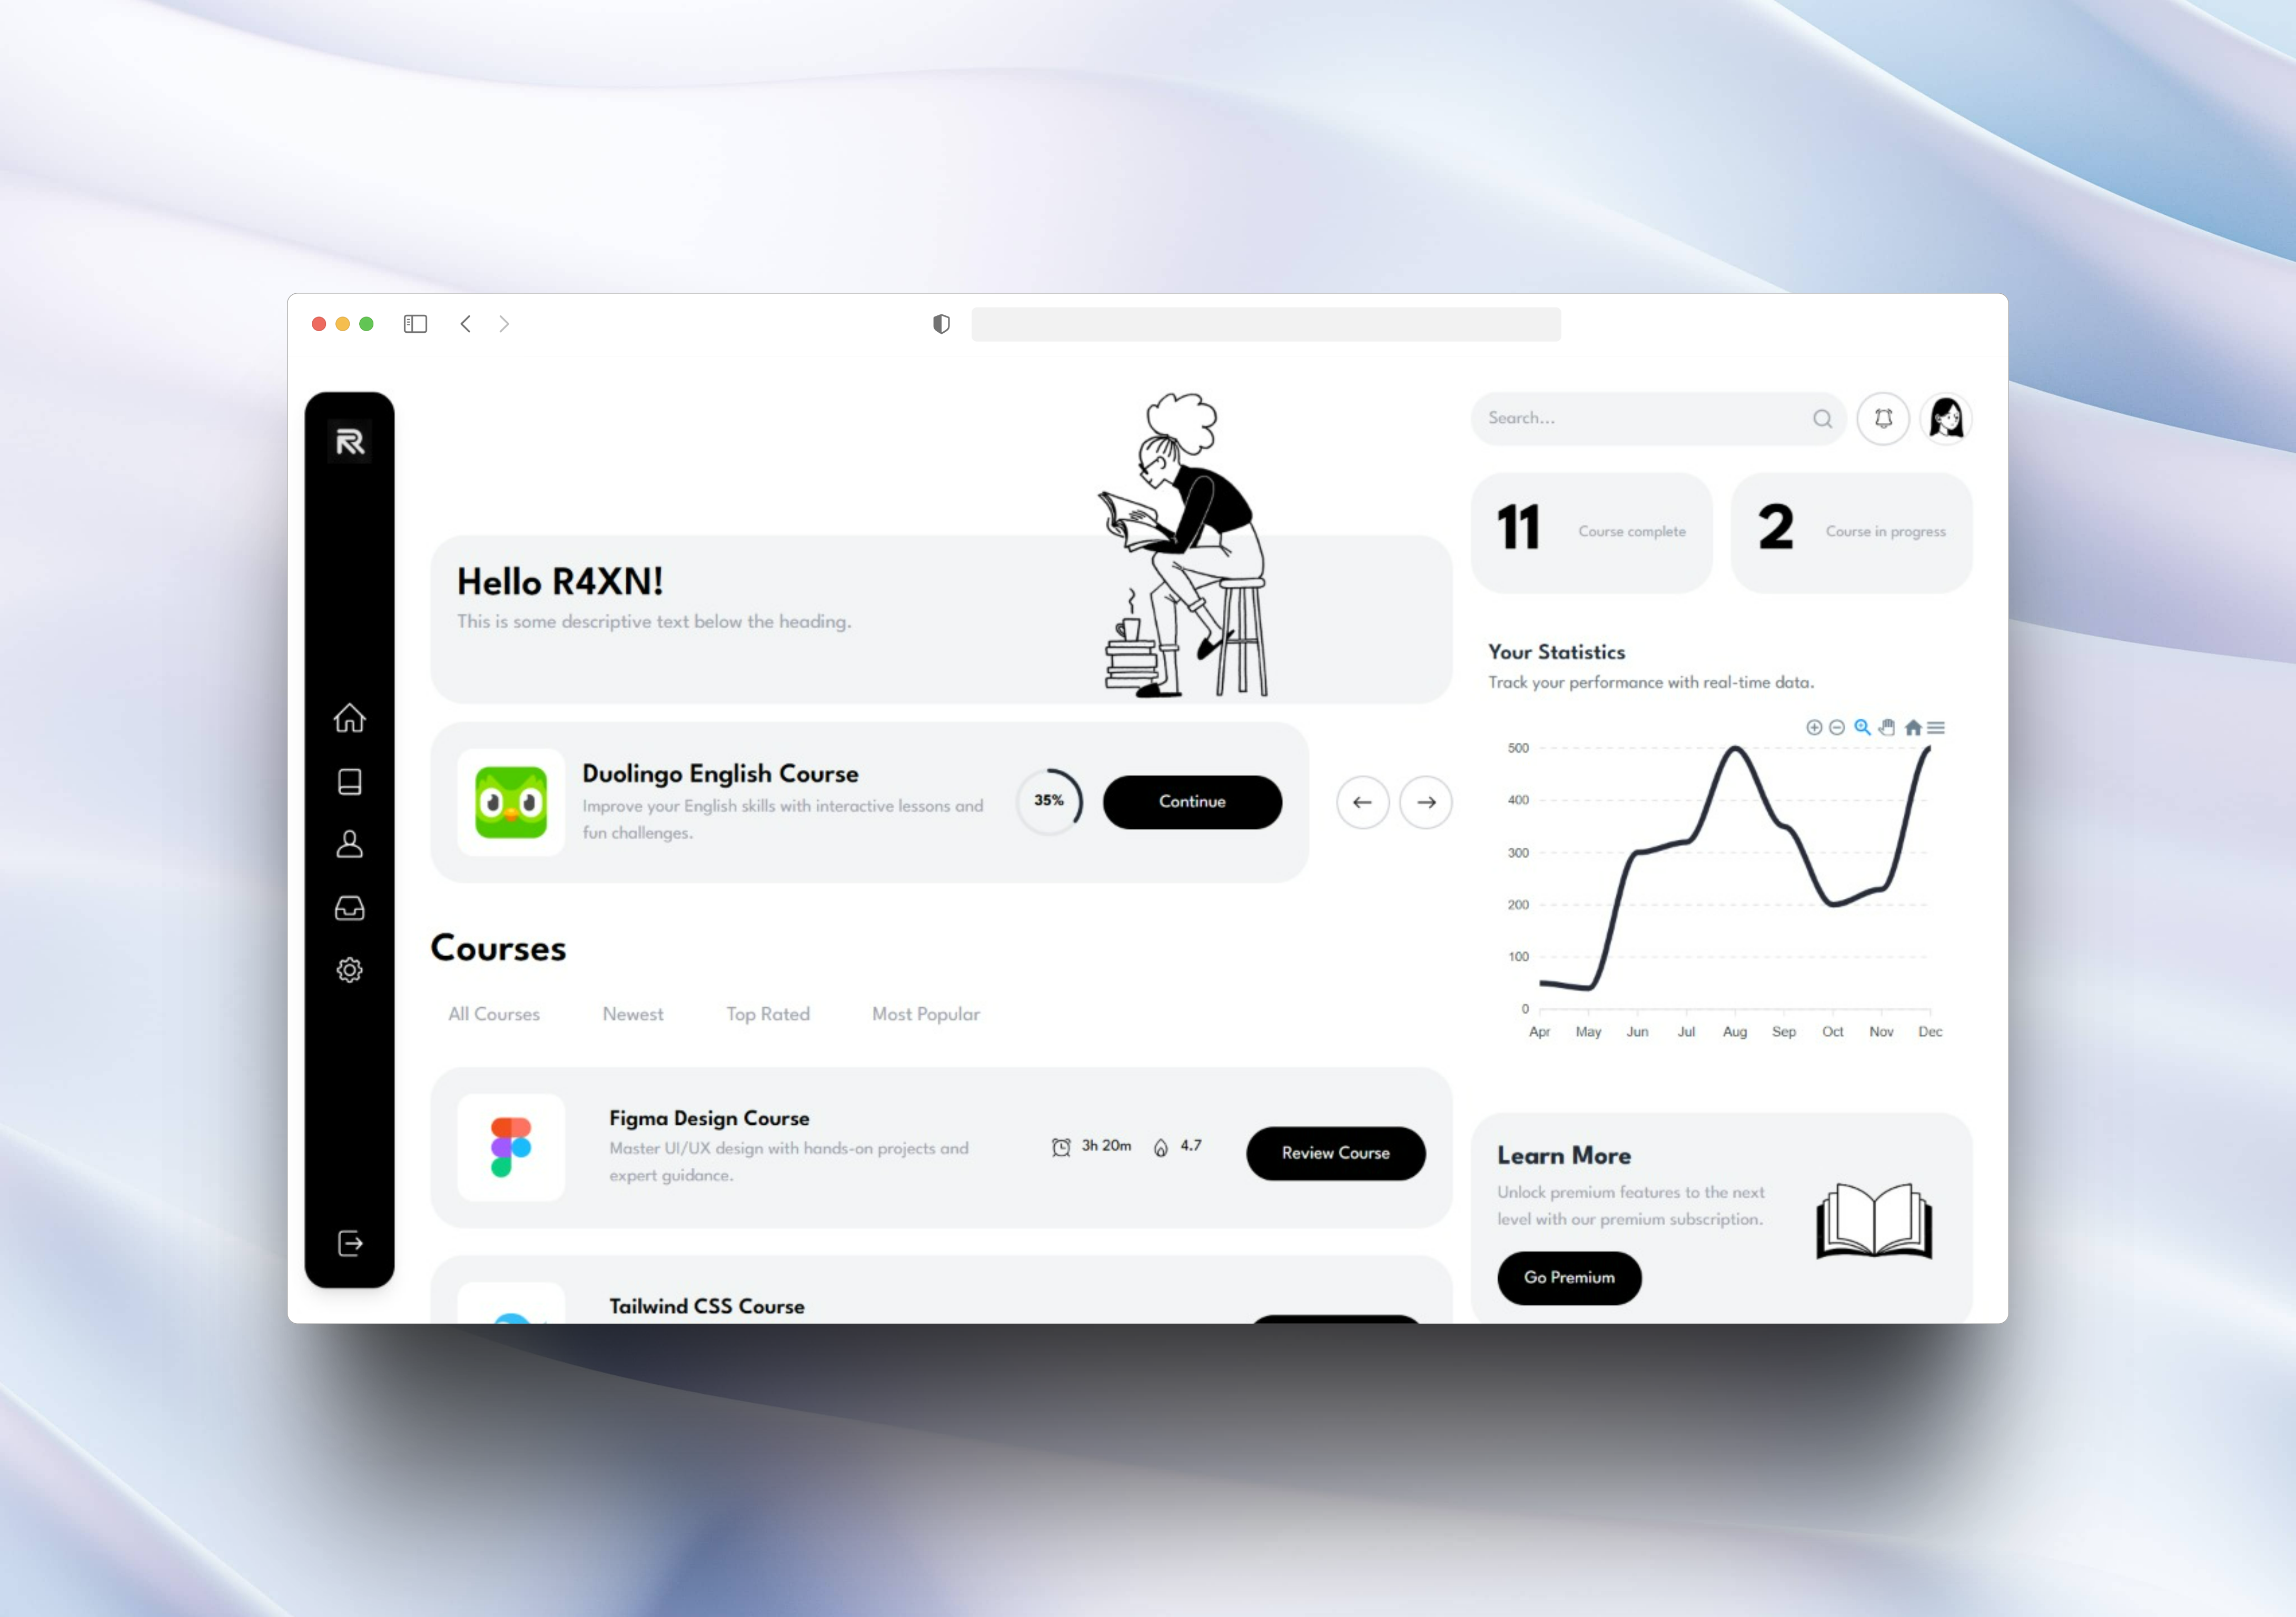 Hello R4XN!
This is some descriptive text below the heading.
Duolingo English Course
Improve your English skills with interactive lessons and
fun challenges.
35%
Continue
Courses
All Courses
Newest
Top Rated
Most Popular
Figma Design Course
Master UI/UX design with hands-on projects and
expert guidance.
3h 20m
4.7
Review Course
Tailwind CSS Course
Search...
11
Course complete
2
Course in progress
Your Statistics
Track your performance with real-time data.
500
400
300
200
100
0
Apr May Jun Jul Aug Sep Oct Nov Dec
Learn More
Unlock premium features to the next
level with our premium subscription.
Go Premium